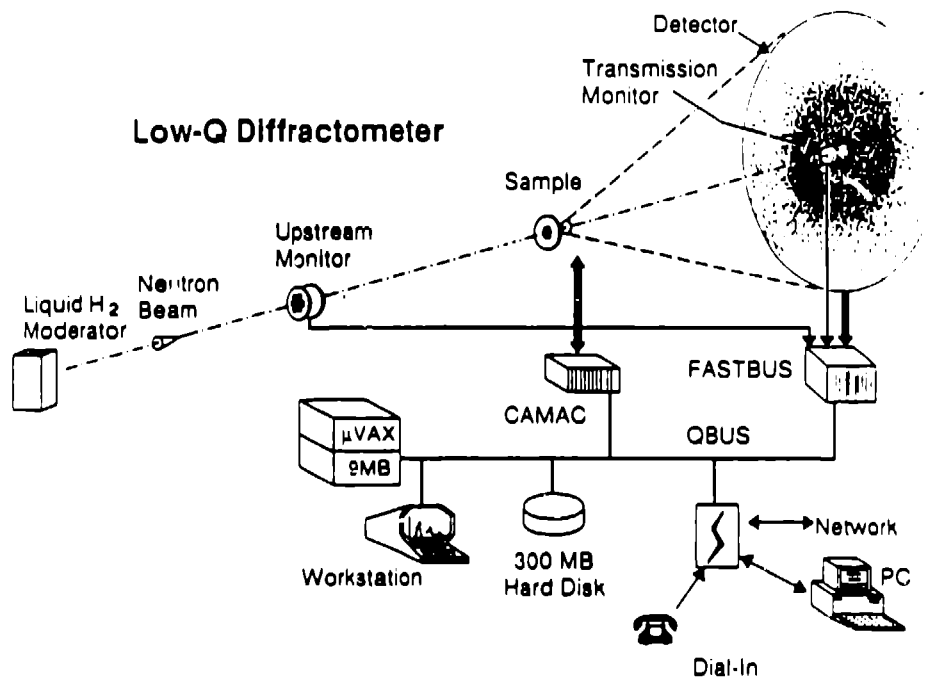 Detector
Transmission
Monitor
Low-Q Diffractometer
Sample
Upstream
Monitor
Neutron
Beam
Liquid H2
Moderator
FASTBUS
CAMAC
QBUS
µVAX
9MB
Network
Workstation
300 MB
Hard Disk
PC
Dial-In